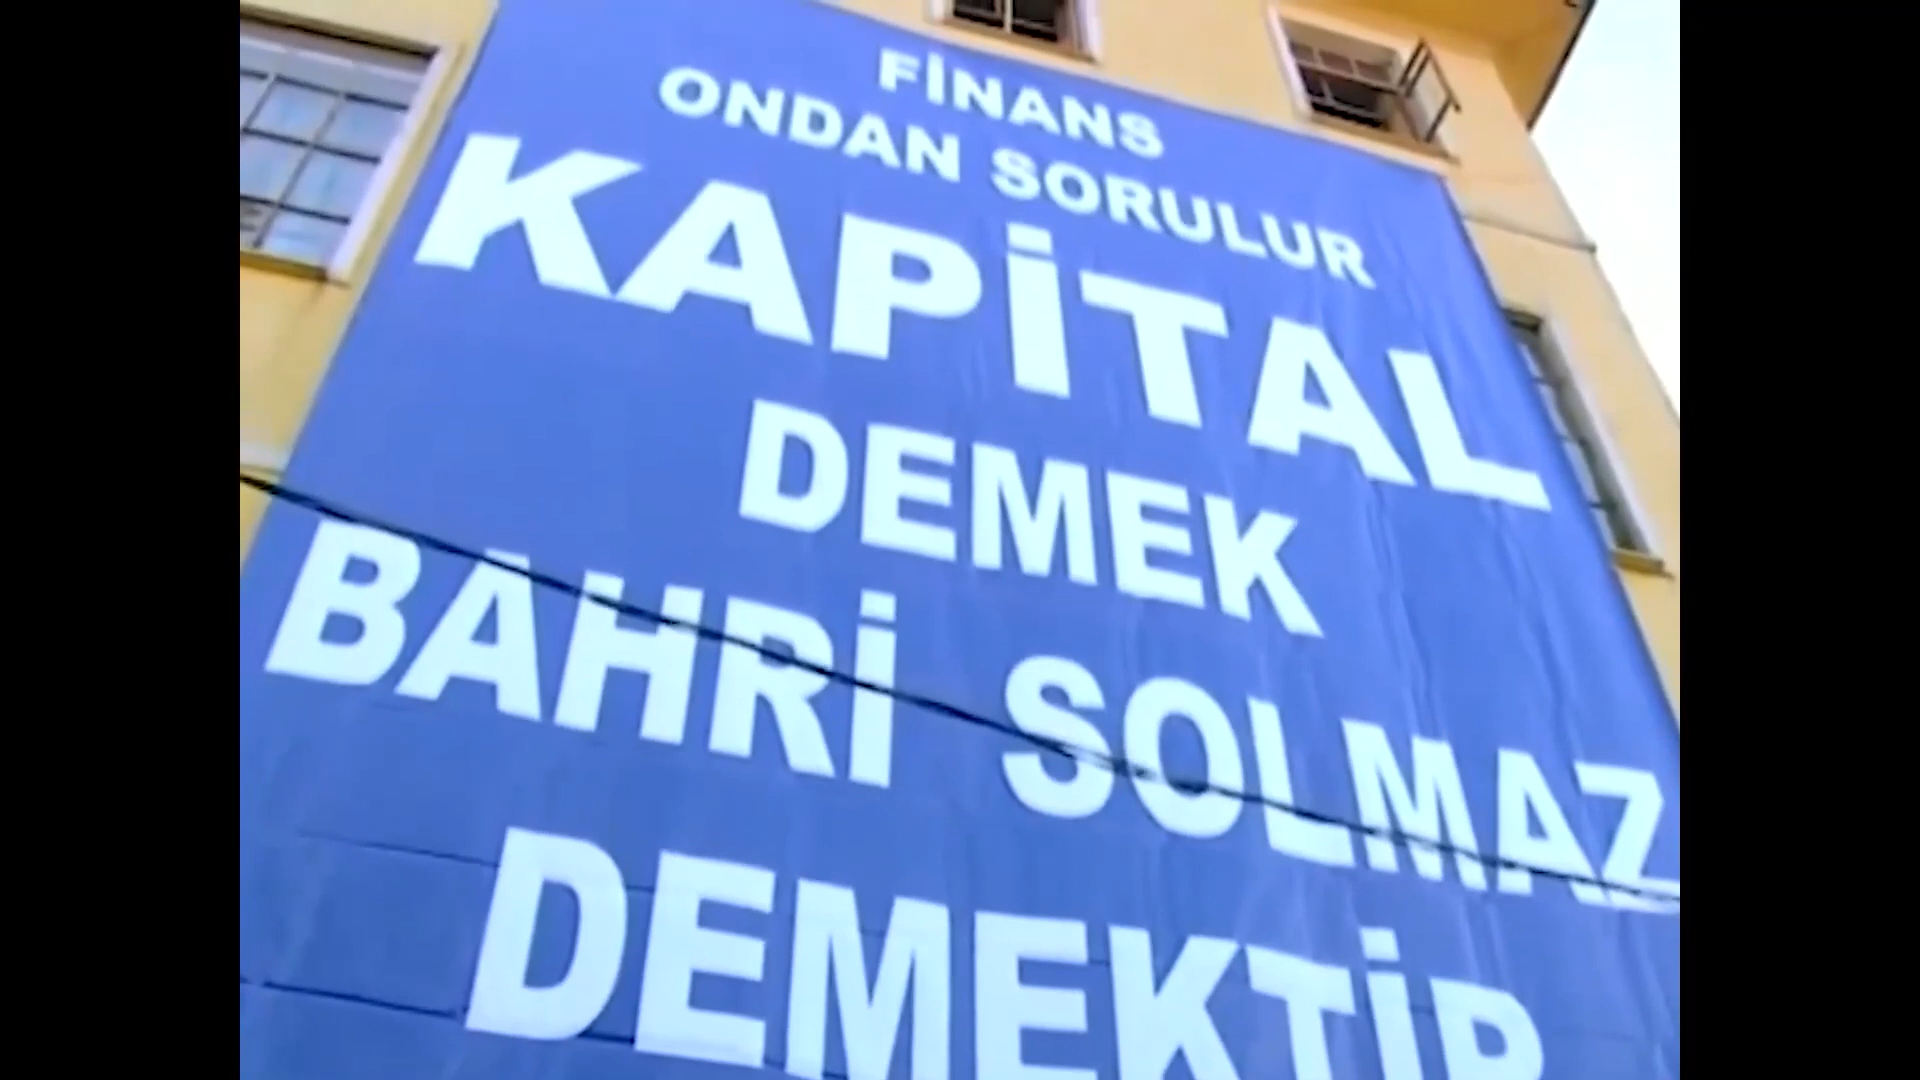 FİNANS
ONDAN SORULUR
KAPİTAL
DEMEK
BAHRİ SOLMAZ
DEMEKTİR